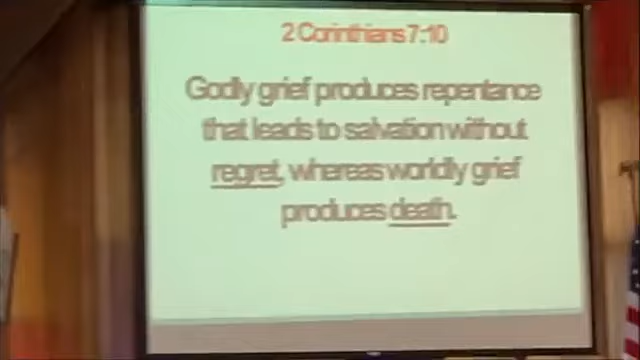 2 Corinthians 7:10
Godly grief produces repentance
that leads to salvation without
regret, whereas worldly grief
produces death.